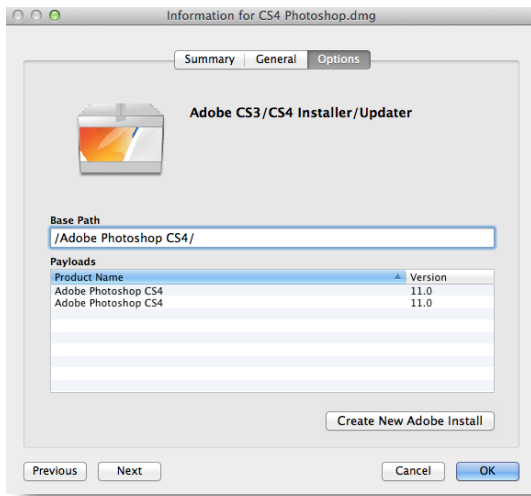 Information for CS4 Photoshop.dmg
Summary General Options
Adobe CS3/CS4 Installer/Updater
Base Path
/Adobe Photoshop CS4/
Payloads
Product Name Version
Adobe Photoshop CS4 11.0
Adobe Photoshop CS4 11.0
Create New Adobe Install
Previous Next Cancel OK